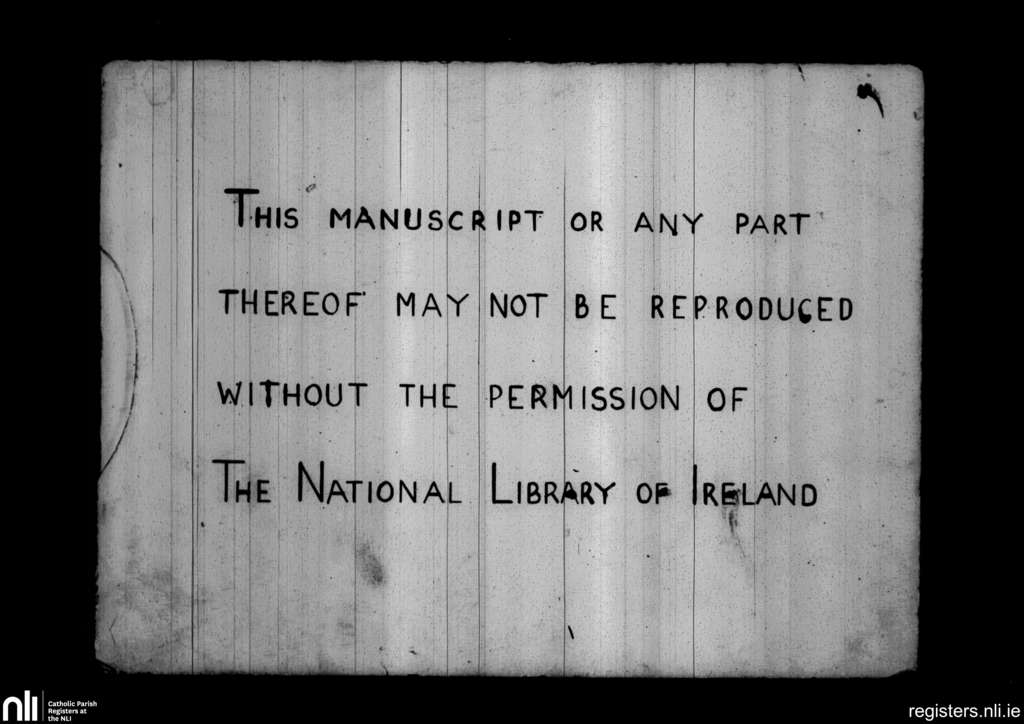 THIS MANUSCRIPT OR ANY PART
THEREOF MAY NOT BE REPRODUCED
WITHOUT THE PERMISSION OF
THE NATIONAL LIBRARY OF IRELAND
nli
Catholic Parish
Registers at
the NLI
registers.nli.ie